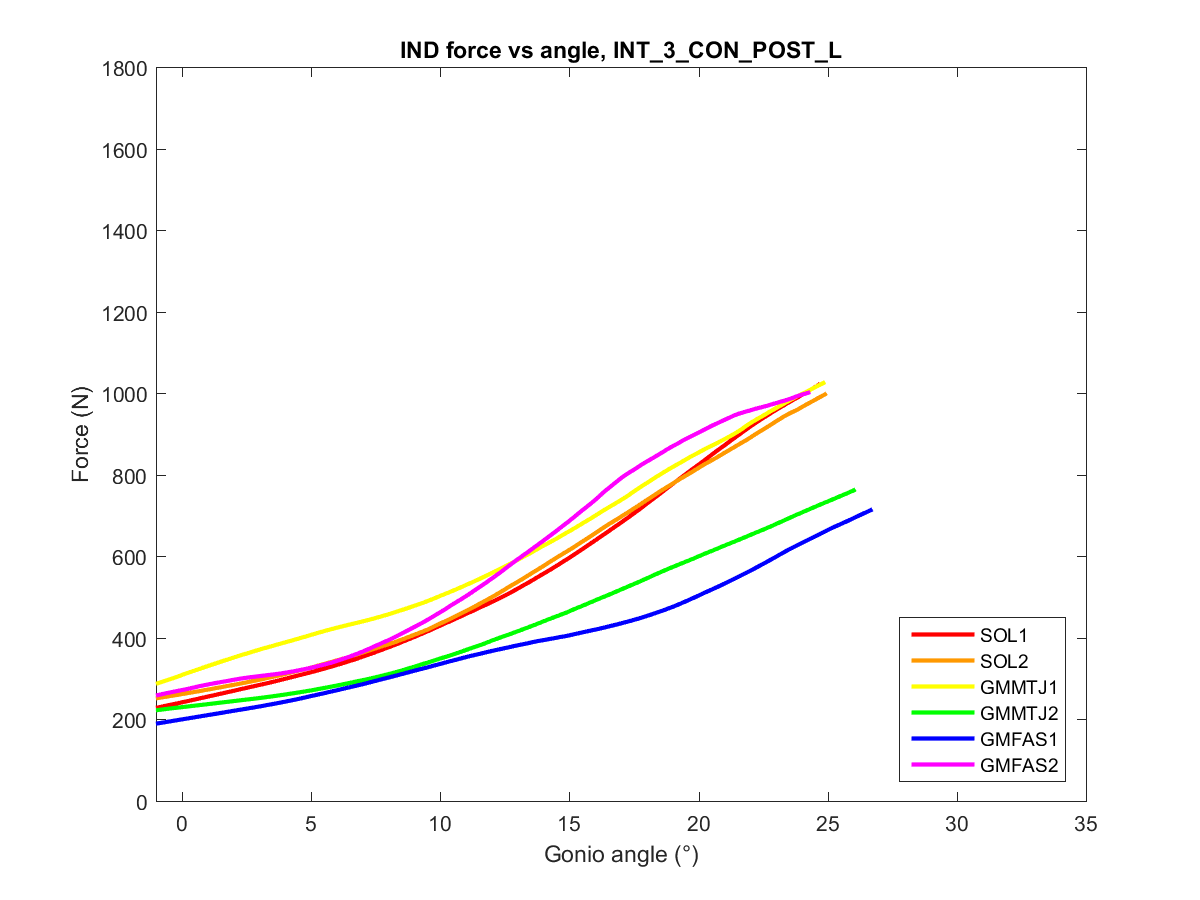 IND force vs angle, INT_3_CON_POST_L
1800
1600
1400
1200
1000
800
600
400
200
0
Force (N)
0 5 10 15 20 25 30 35
Gonio angle (°)
SOL1
SOL2
GMMTJ1
GMMTJ2
GMFAS1
GMFAS2